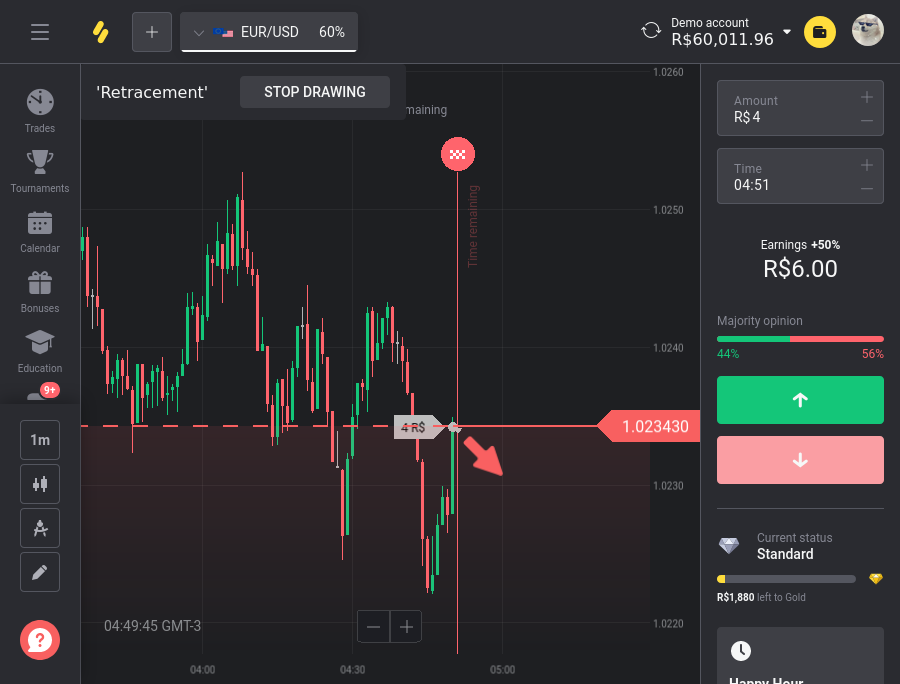 EUR/USD 60%
Demo account
R$60,011.96
'Retracement'
STOP DRAWING
maining
Time remaining
Trades
Tournaments
Calendar
Bonuses
Education
9+
1m
?
1.0260
1.0250
1.0240
1.0230
1.0220
4 R$
1.023430
04:49:45 GMT-3
04:00
04:30
05:00
Amount
R$ 4
Time
04:51
Earnings +50%
R$6.00
Majority opinion
44% 56%
Current status
Standard
R$1,880 left to Gold
Happy Hour